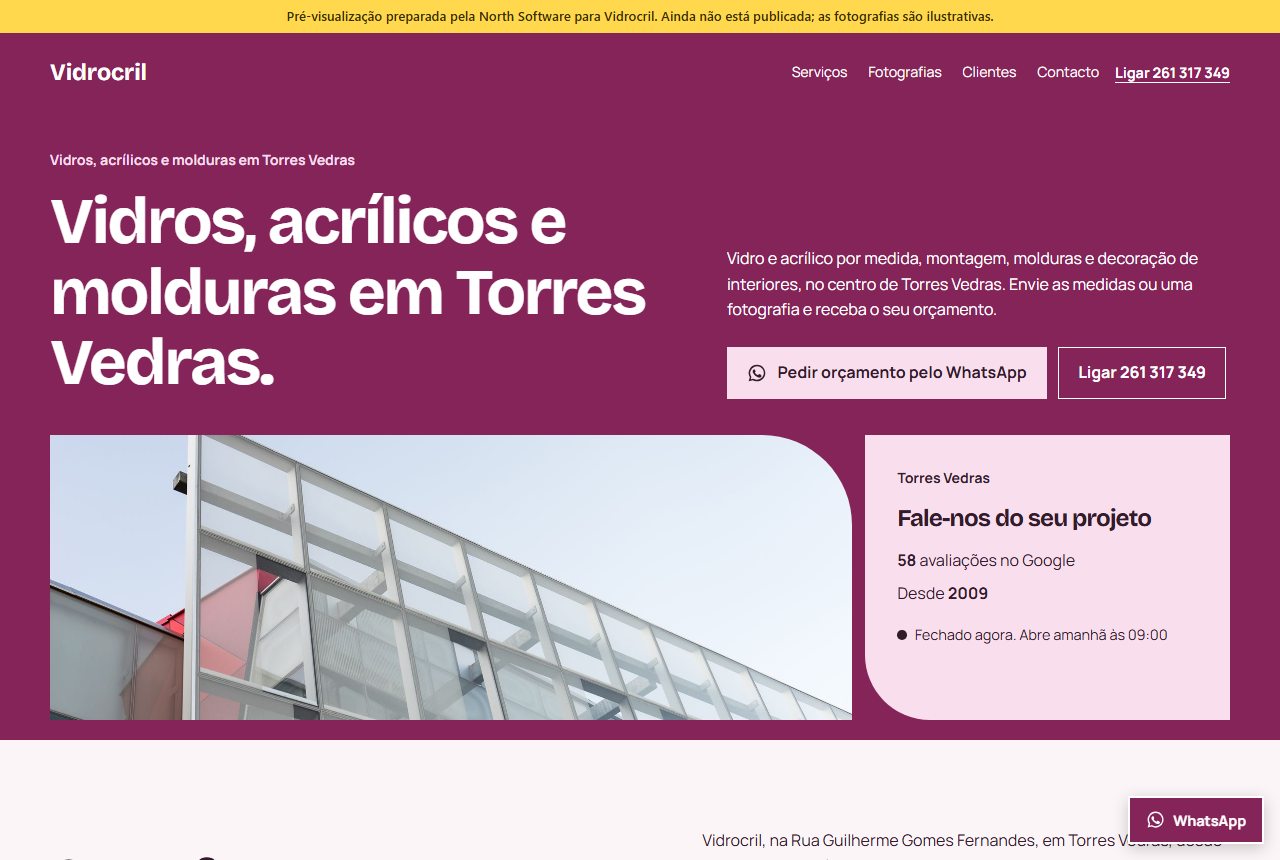 Pré-visualização preparada pela North Software para Vidrocril. Ainda não está publicada; as fotografias são ilustrativas.
Vidrocril
Serviços
Fotografias
Clientes
Contacto
Ligar 261 317 349
Vidros, acrílicos e molduras em Torres Vedras
Vidros, acrílicos e
molduras em Torres
Vedras.
Vidro e acrílico por medida, montagem, molduras e decoração de
interiores, no centro de Torres Vedras. Envie as medidas ou uma
fotografia e receba o seu orçamento.
Pedir orçamento pelo WhatsApp
Ligar 261 317 349
Torres Vedras
Fale-nos do seu projeto
58 avaliações no Google
Desde 2009
Fechado agora. Abre amanhã às 09:00
Vidrocril, na Rua Guilherme Gomes Fernandes, em Torres
WhatsApp